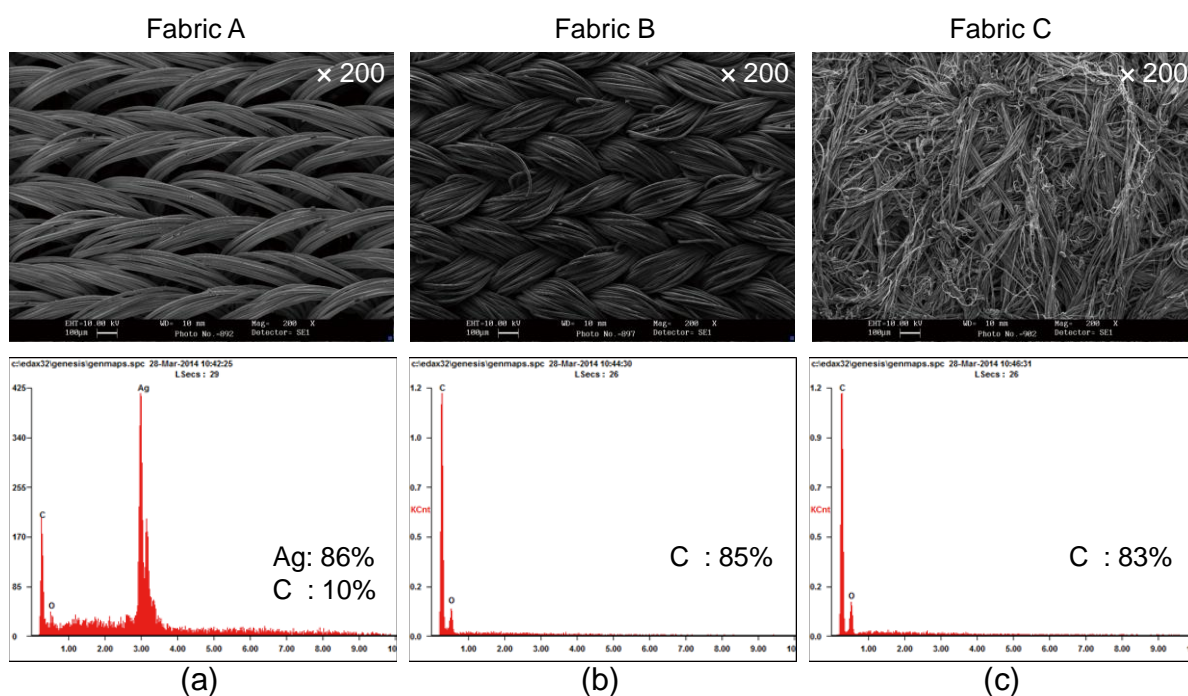 Fabric A
Fabric B
Fabric C
× 200
× 200
× 200
EHT=10.00 kV WD= 10 mm Mag= 200 X
100µm Photo No.=892 Detector= SE1
EHT=10.00 kV WD= 10 mm Mag= 200 X
100µm Photo No.=897 Detector= SE1
EHT=10.00 kV WD= 10 mm Mag= 200 X
100µm Photo No.=902 Detector= SE1
c:\edax32\genesis\genmaps.spc 28-Mar-2014 10:42:25
LSecs : 29
425
340
255
170
85
0
C
O
Ag
Ag: 86%
C : 10%
1.00 2.00 3.00 4.00 5.00 6.00 7.00 8.00 9.00 10
(a)
c:\edax32\genesis\genmaps.spc 28-Mar-2014 10:44:30
LSecs : 26
1.2
1.0
0.7
KCnt
0.5
0.2
0
C
O
C : 85%
1.00 2.00 3.00 4.00 5.00 6.00 7.00 8.00 9.00 10
(b)
c:\edax32\genesis\genmaps.spc 28-Mar-2014 10:46:31
LSecs : 26
1.2
0.9
0.7
KCnt
0.5
0.2
0
C
O
C : 83%
1.00 2.00 3.00 4.00 5.00 6.00 7.00 8.00 9.00 1
(c)